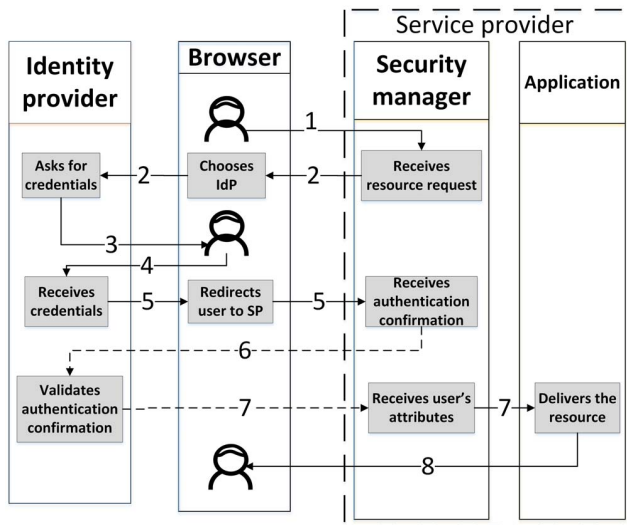 Service provider
Identity
provider
Browser
Security
manager
Application
1
Asks for
credentials
2
Chooses
IdP
2
Receives
resource request
3
4
Receives
credentials
5
Redirects
user to SP
5
Receives
authentication
confirmation
6
Validates
authentication
confirmation
7
Receives user's
attributes
7
Delivers the
resource
8